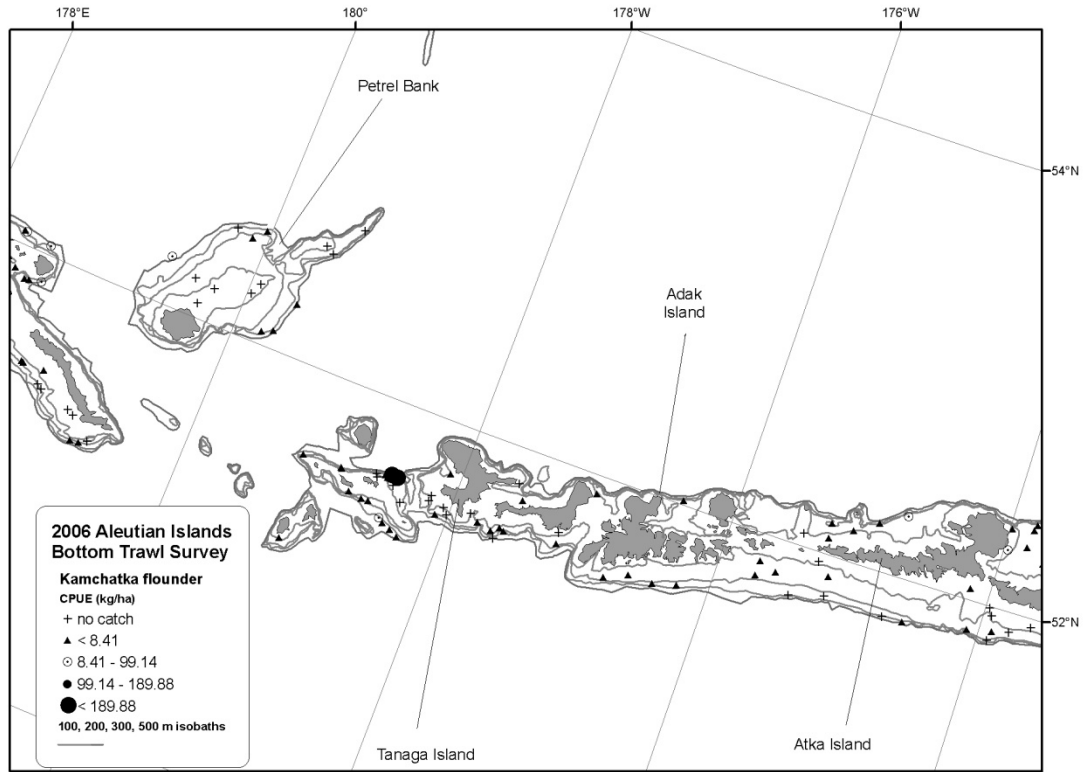 178°E
180°
178°W
176°W
Petrel Bank
54°N
Adak
Island
2006 Aleutian Islands
Bottom Trawl Survey
Kamchatka flounder
CPUE (kg/ha)
no catch
< 8.41
8.41 - 99.14
99.14 - 189.88
< 189.88
100, 200, 300, 500 m isobaths
52°N
Tanaga Island
Atka Island